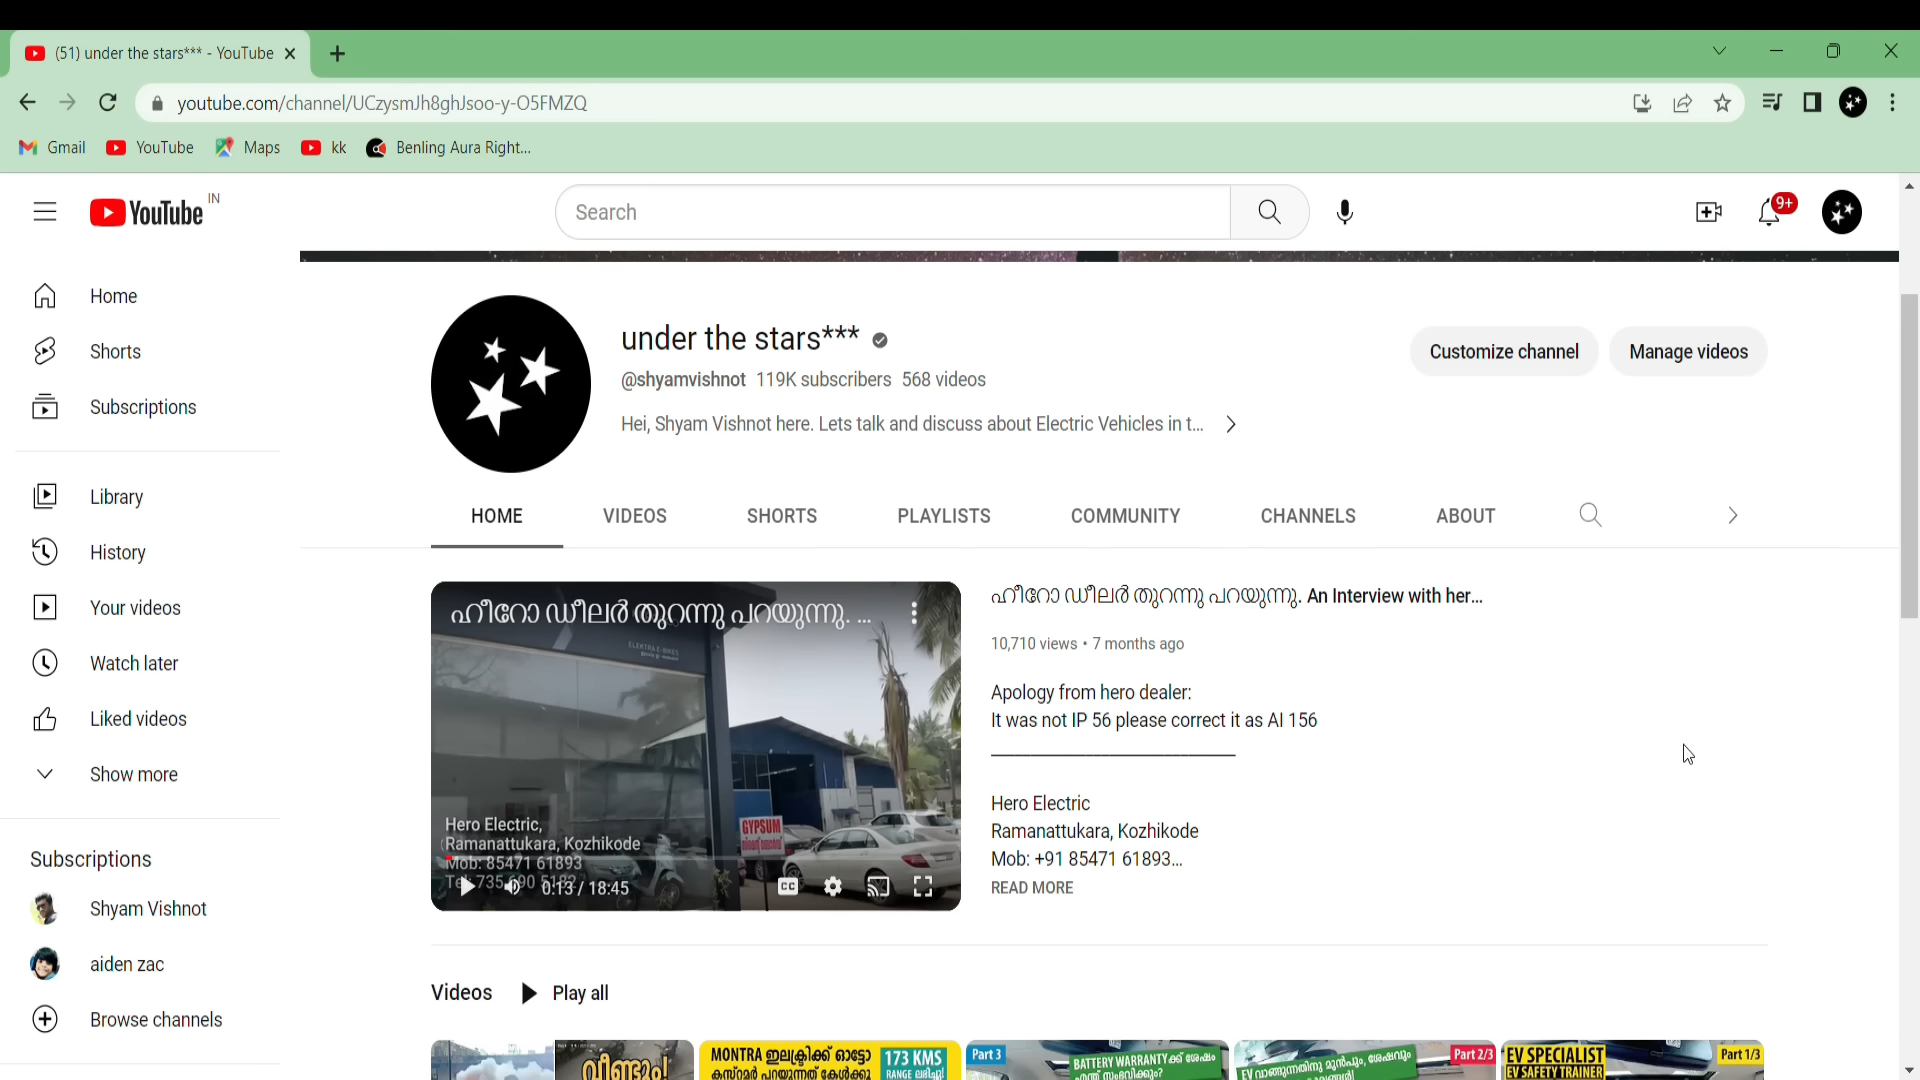 (51) under the stars*** - YouTube
youtube.com/channel/UCzysmJh8ghJsoo-y-O5FMZQ
Gmail
YouTube
Maps
kk
Benling Aura Right...
YouTube IN
Search
9+
Home
Shorts
Subscriptions
Library
History
Your videos
Watch later
Liked videos
Show more
Subscriptions
Shyam Vishnot
aiden zac
Browse channels
under the stars***
@shyamvishnot 119K subscribers 568 videos
Hei, Shyam Vishnot here. Lets talk and discuss about Electric Vehicles in t...
Customize channel
Manage videos
HOME
VIDEOS
SHORTS
PLAYLISTS
COMMUNITY
CHANNELS
ABOUT
ഹീറോ ഡീലർ തുറന്നു പറയുന്നു. ...
ELEKTRA E-BIKES
GYPSUM
Hero Electric,
Ramanattukara, Kozhikode
Mob: 85471 61893
0:13 / 18:45
CC
ഹീറോ ഡീലർ തുറന്നു പറയുന്നു. An Interview with her...
10,710 views • 7 months ago
Apology from hero dealer:
It was not IP 56 please correct it as AI 156
Hero Electric
Ramanattukara, Kozhikode
Mob: +91 85471 61893...
READ MORE
Videos
Play all
വീണ്ടും!
MONTRA ഇലക്ട്രിക്ക് ഓട്ടോ
കസ്റ്റമർ പറയുന്നത് കേൾക്കൂ
173 KMS
RANGE ലഭിച്ചു!
Part 3
BATTERY WARRANTYക്ക് ശേഷം
എന്ത് സംഭവിക്കും?
EV വാങ്ങുന്നതിനു മുൻപും, ശേഷവും
Part 2/3
EV SPECIALIST
EV SAFETY TRAINER
Part 1/3